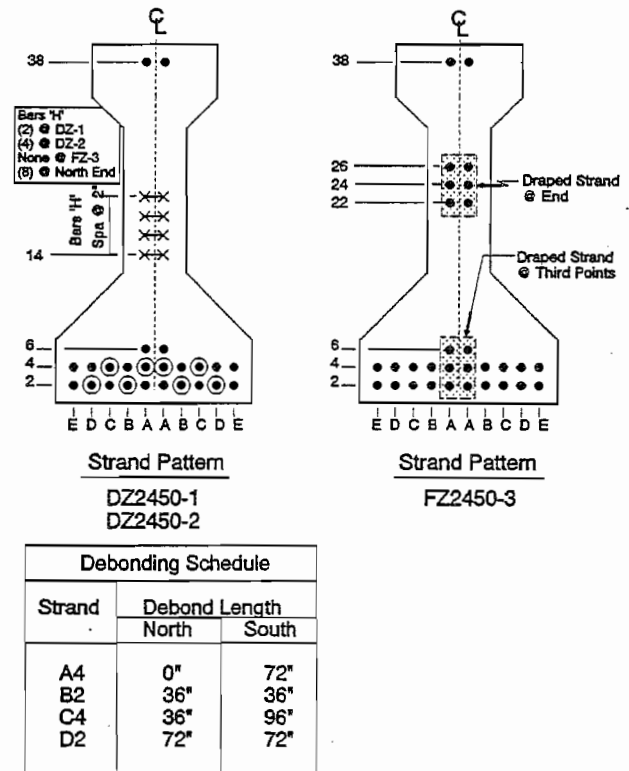 CL CL
38 38
Bars 'H'
(2) @ DZ-1
(4) @ DZ-2
None @ FZ-3
(8) @ North End
26
24
22
Draped Strand
@ End
Bars 'H'
Spa @ 2"
14
Draped Strand
@ Third Points
6 6
4 4
2 2
E D C B A A B C D E E D C B A A B C D E
Strand Pattern Strand Pattern
DZ2450-1 FZ2450-3
DZ2450-2
Debonding Schedule
Strand Debond Length
North South
A4 0" 72"
B2 36" 36"
C4 36" 96"
D2 72" 72"